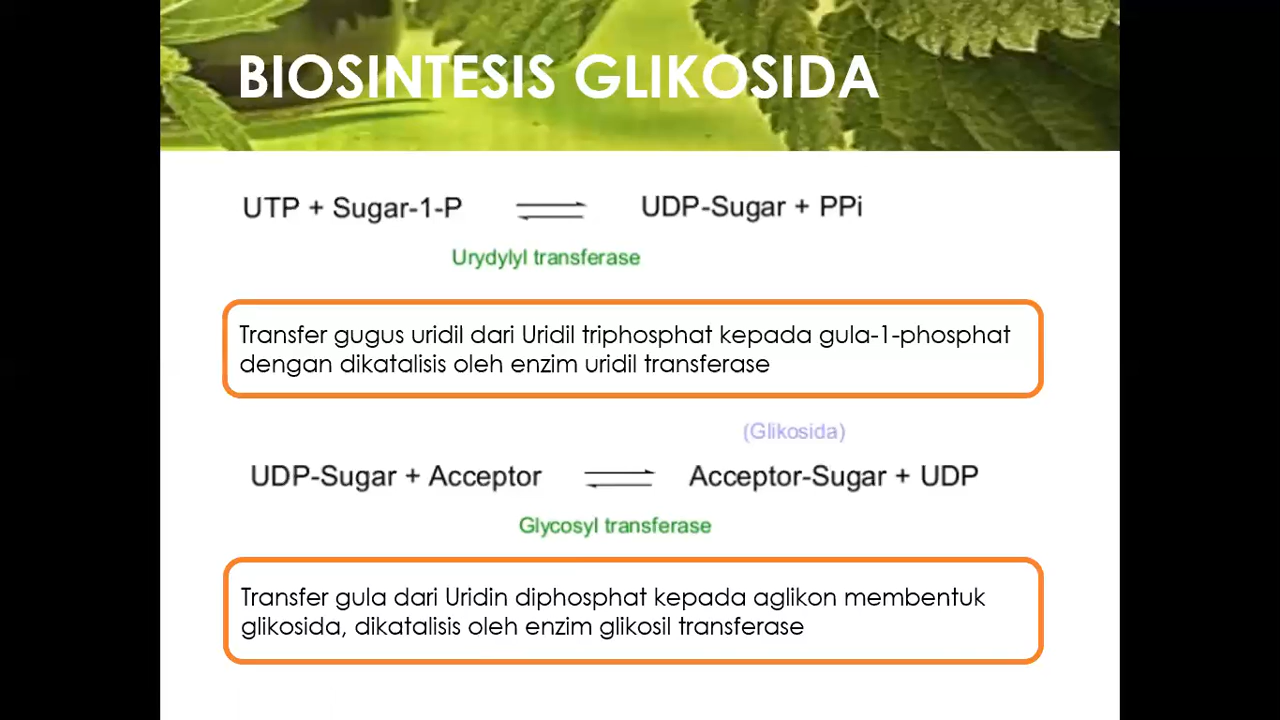 BIOSINTESIS GLIKOSIDA
UTP + Sugar-1-P ⇌ UDP-Sugar + PPi
Urydylyl transferase
Transfer gugus uridil dari Uridil triphosphat kepada gula-1-phosphat
dengan dikatalisis oleh enzim uridil transferase
(Glikosida)
UDP-Sugar + Acceptor ⇌ Acceptor-Sugar + UDP
Glycosyl transferase
Transfer gula dari Uridin diphosphat kepada aglikon membentuk
glikosida, dikatalisis oleh enzim glikosil transferase